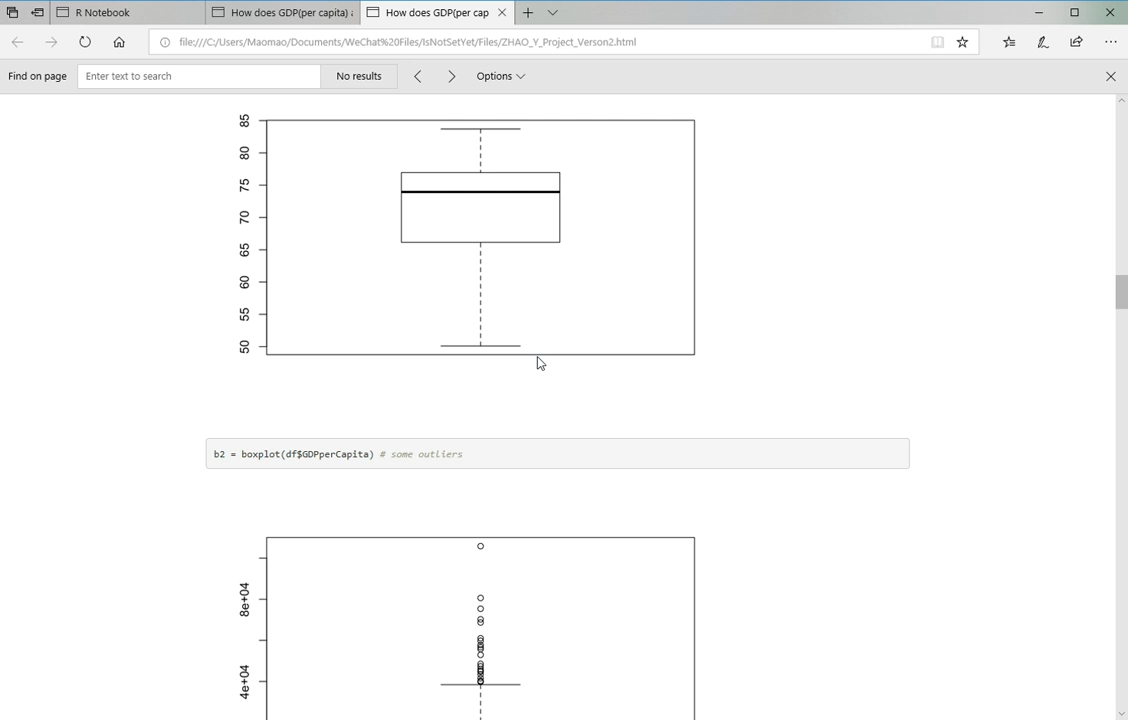 R Notebook
How does GDP(per capita) a
How does GDP(per cap
file:///C:/Users/Maomao/Documents/WeChat%20Files/IsNotSetYet/Files/ZHAO_Y_Project_Verson2.html
Find on page
Enter text to search
No results
Options
85
80
75
70
65
60
55
50
b2 = boxplot(df$GDPperCapita) # some outliers
8e+04
4e+04